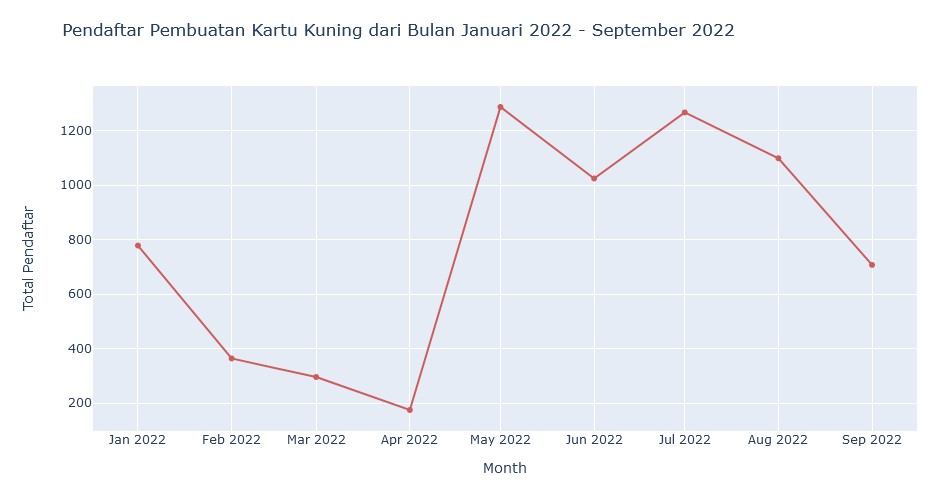 Pendaftar Pembuatan Kartu Kuning dari Bulan Januari 2022 - September 2022
Total Pendaftar
1200
1000
800
600
400
200
Jan 2022 Feb 2022 Mar 2022 Apr 2022 May 2022 Jun 2022 Jul 2022 Aug 2022 Sep 2022
Month